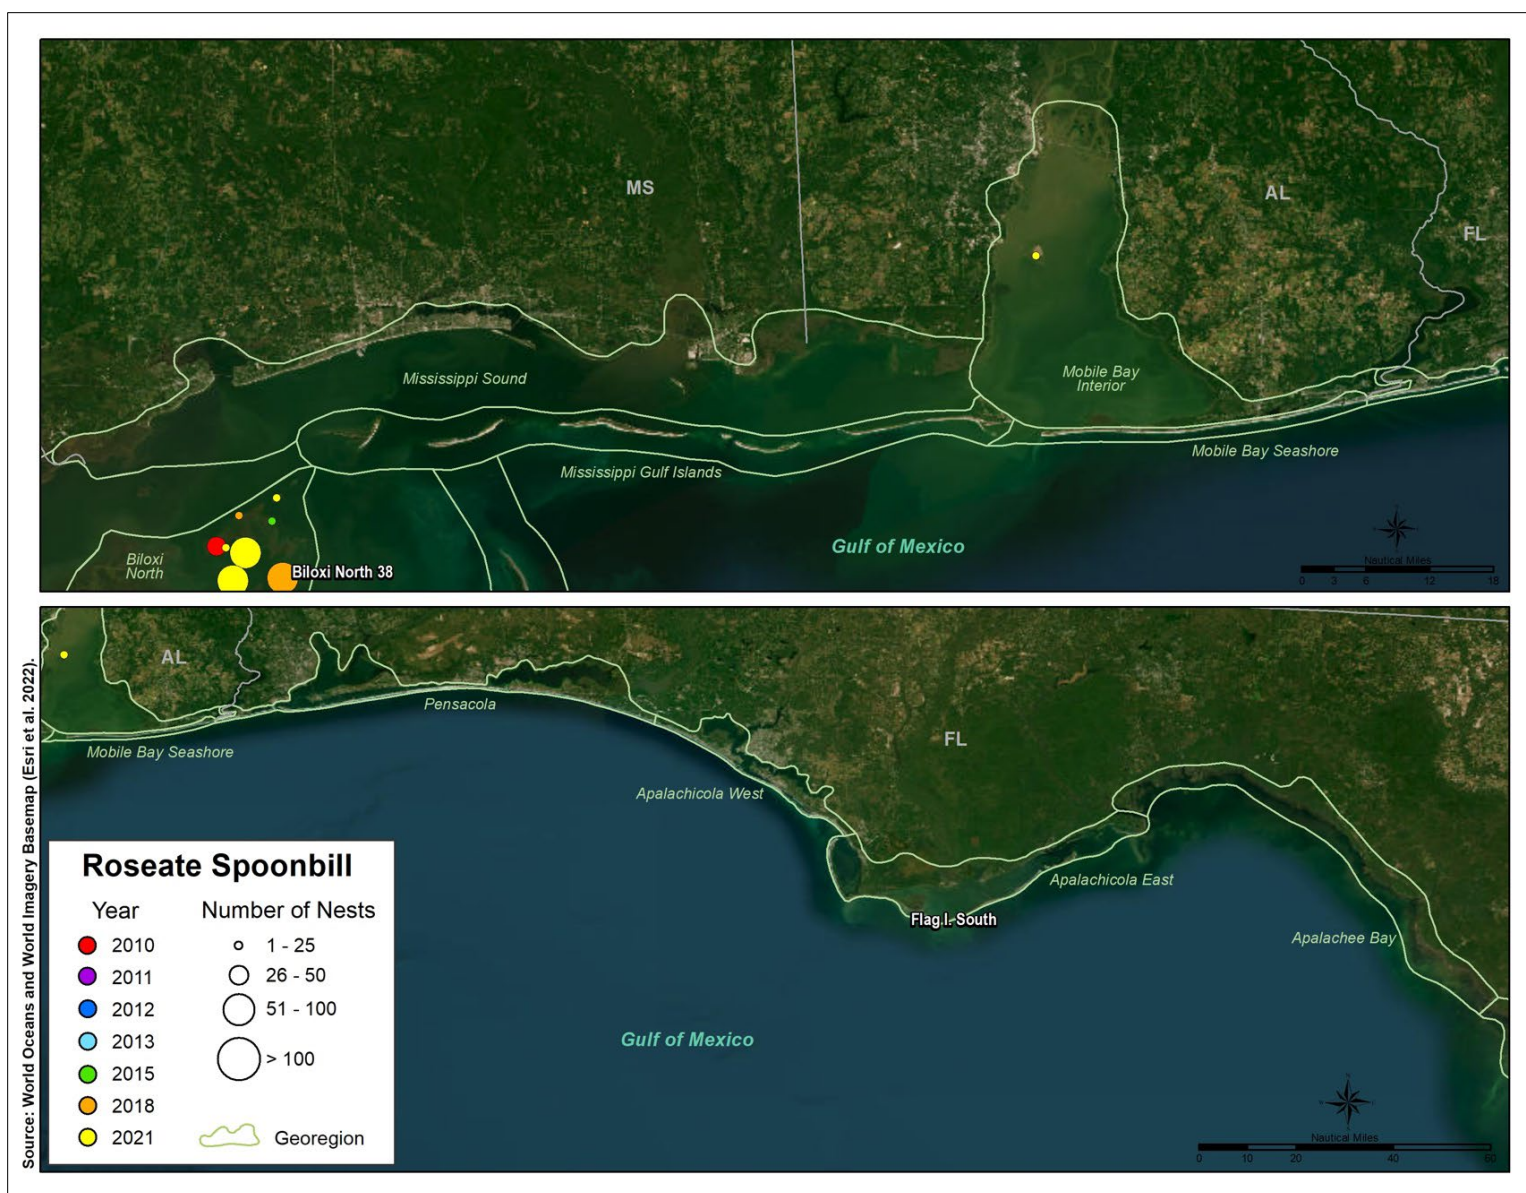 MS
AL
FL
Mississippi Sound
Mobile Bay
Interior
Mobile Bay Seashore
Mississippi Gulf Islands
Gulf of Mexico
Biloxi
North
Biloxi North 38
Nautical Miles
0 3 6 12 18
AL
Pensacola
Mobile Bay Seashore
FL
Apalachicola West
Apalachicola East
Flag I. South
Apalachee Bay
Gulf of Mexico
Roseate Spoonbill
Year Number of Nests
2010 1 - 25
2011 26 - 50
2012 51 - 100
2013 > 100
2015
2018
2021 Georegion
Nautical Miles
0 10 20 40 60
Source: World Oceans and World Imagery Basemap (Esri et al. 2022).